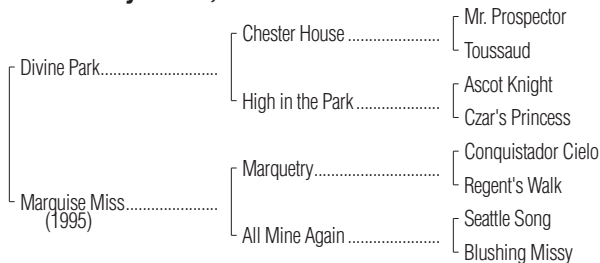 Mr. Prospector
Chester House
Toussaud
Divine Park
Ascot Knight
High in the Park
Czar's Princess
Conquistador Cielo
Marquetry
Regent's Walk
Marquise Miss
(1995)
Seattle Song
All Mine Again
Blushing Missy